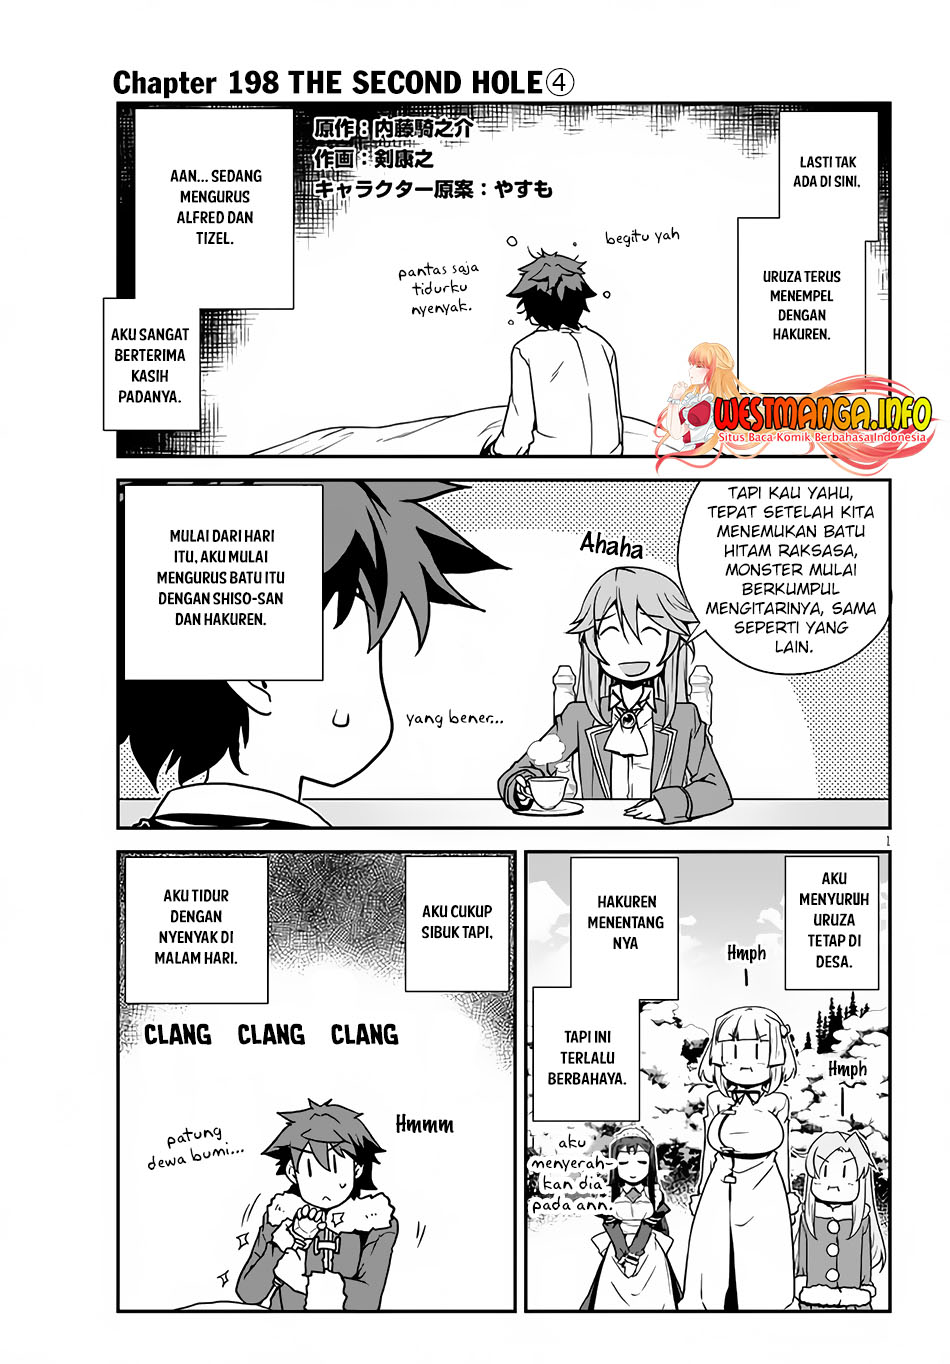 Chapter 198 THE SECOND HOLE④
原作：内藤騎之介
作画：剣康之
キャラクター原案：やすも
LASTI TAK
ADA DI SINI,
URUZA TERUS
MENEMPEL
DENGAN
HAKUREN.
begitu yah
pantas saja
tidurku
nyenyak.
AAN... SEDANG
MENGURUS
ALFRED DAN
TIZEL.
AKU SANGAT
BERTERIMA
KASIH
PADANYA.
WESTMANGA.INFO
Situs Baca Komik Berbahasa Indonesia
TAPI KAU YAHU,
TEPAT SETELAH KITA
MENEMUKAN BATU
HITAM RAKSASA,
MONSTER MULAI
BERKUMPUL
MENGITARINYA, SAMA
SEPERTI YANG
LAIN.
Ahaha
MULAI DARI HARI
ITU, AKU MULAI
MENGURUS BATU ITU
DENGAN SHISO-SAN
DAN HAKUREN.
yang bener...
1
AKU
MENYURUH
URUZA
TETAP DI
DESA.
HAKUREN
MENENTANG
NYA
Hmph
Hmph
TAPI INI
TERLALU
BERBAHAYA.
aku
menyerah-
kan dia
pada ann.
AKU CUKUP
SIBUK TAPI,
AKU TIDUR
DENGAN
NYENYAK DI
MALAM HARI.
CLANG CLANG CLANG
Hmmm
patung
dewa bumi...